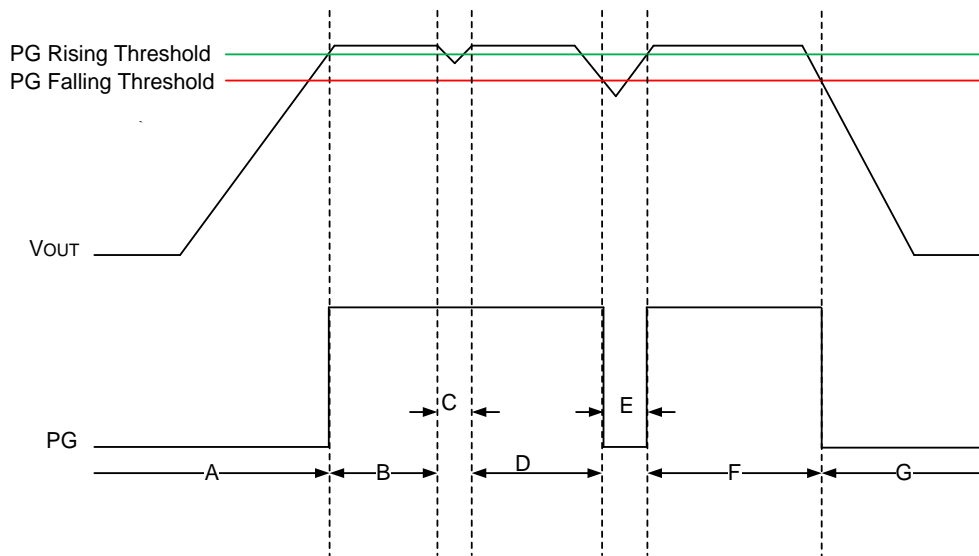 PG Rising Threshold
PG Falling Threshold
VOUT
C
E
PG
A
B
D
F
G